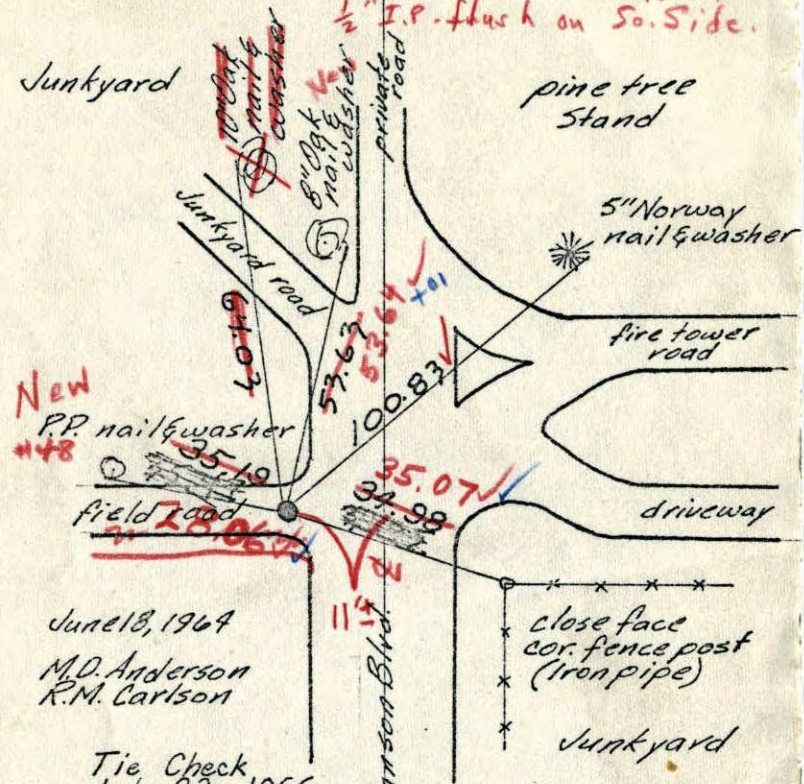 1/2" I.P. flush on So. Side.
Junkyard
10" Oak
nail &
washer
New
8" Oak
nail &
washer
private
road
pine tree
Stand
5" Norway
nail & washer
Junkyard road
64.03
53.63
53.64
+01
100.83
fire tower
road
New
P.P. nail & washer
#48
35.19
35.07
34.98
field road
28.06
driveway
11'±
June 18, 1964
M.D. Anderson
R.M. Carlson
close face
cor. fence post
(Iron pipe)
Blvd.
Junkyard
Tie Check